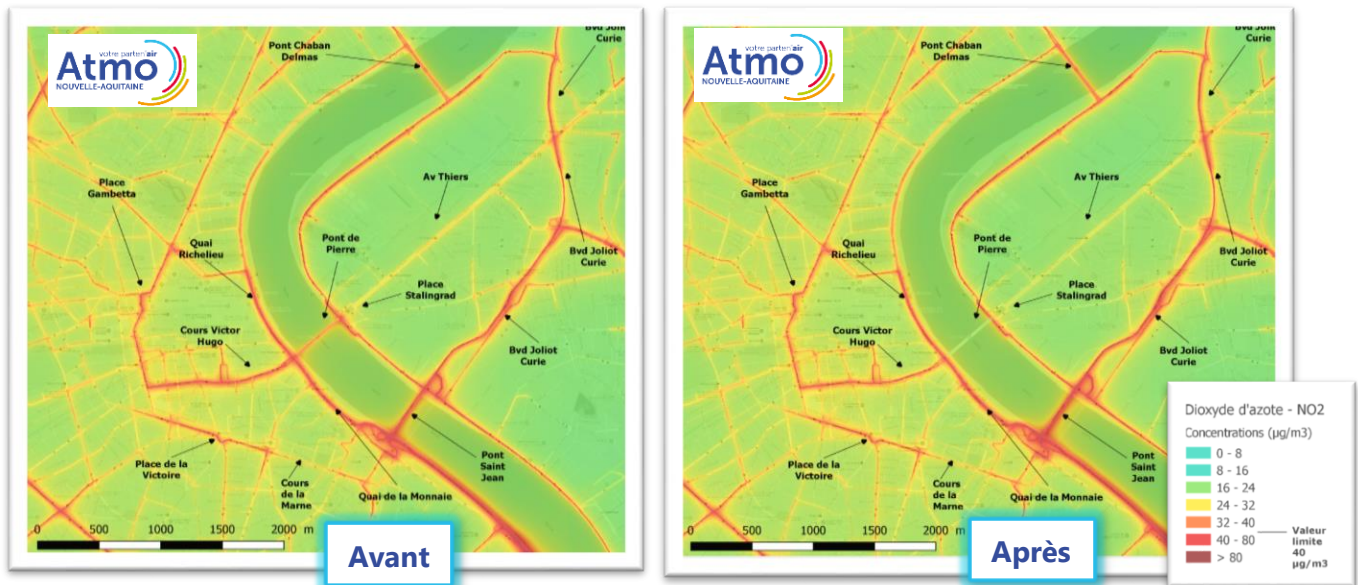 votre parten'air
Atmo
NOUVELLE-AQUITAINE
Pont Chaban
Delmas
Bvd Joliot
Curie
Place
Gambetta
Av Thiers
Quai
Richelieu
Pont de
Pierre
Bvd Joliot
Curie
Place
Stalingrad
Cours Victor
Hugo
Bvd Joliot
Curie
Place de la
Victoire
Cours
de la
Marne
Quai de la Monnaie
Pont
Saint
Jean
0 500 1000 1500 2000 m
Avant
votre parten'air
Atmo
NOUVELLE-AQUITAINE
Pont Chaban
Delmas
Curie
Place
Gambetta
Av Thiers
Quai
Richelieu
Pont de
Pierre
Bvd Joliot
Curie
Place
Stalingrad
Cours Victor
Hugo
Bvd Joliot
Curie
Place de la
Victoire
Cours
de la
Marne
Quai de la Monnaie
Pont
Saint
Jean
0 500 1000 1500 2000 m
Après
Dioxyde d'azote - NO2
Concentrations (µg/m3)
0 - 8
8 - 16
16 - 24
24 - 32
32 - 40
40 - 80
> 80
Valeur
limite
40
µg/m3